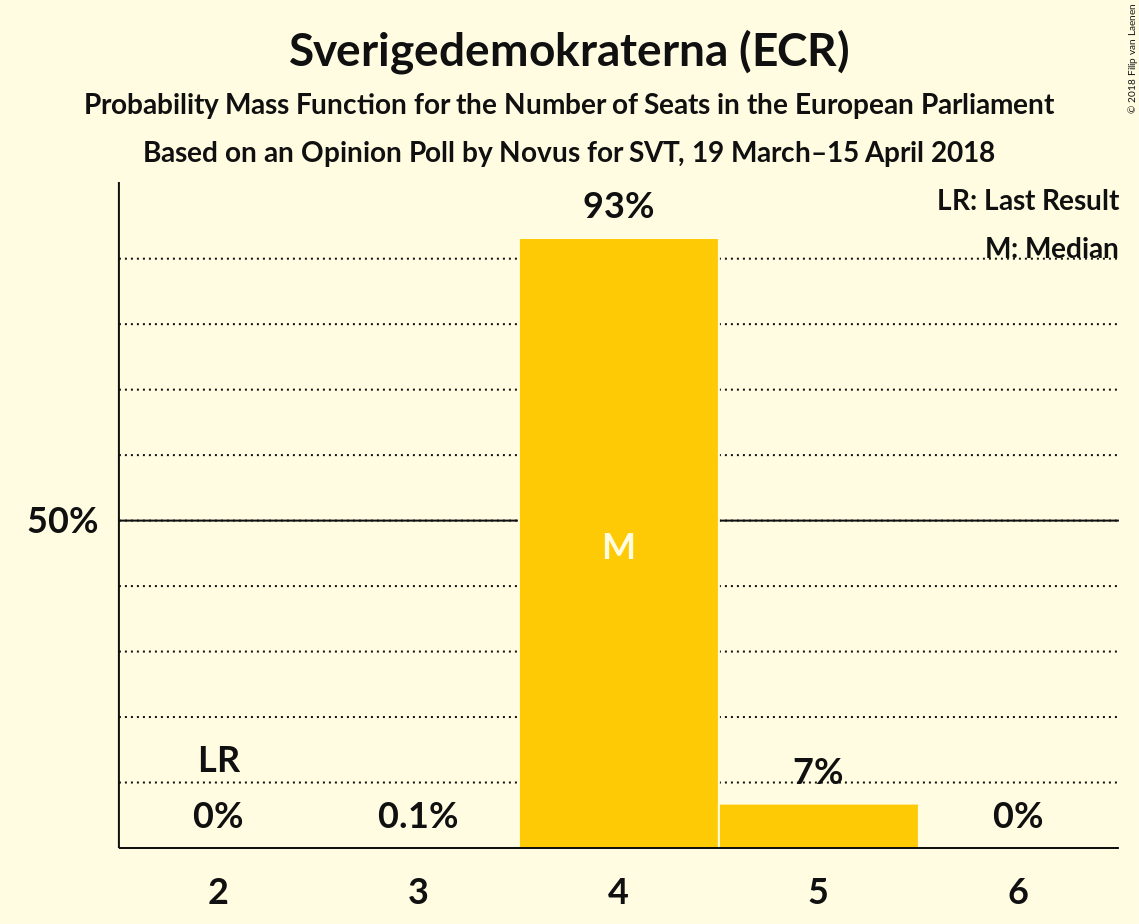 Sverigedemokraterna (ECR)
Probability Mass Function for the Number of Seats in the European Parliament
Based on an Opinion Poll by Novus for SVT, 19 March–15 April 2018
© 2018 Filip van Laenen
LR: Last Result
M: Median
93%
50%
M
LR
7%
0%
0.1%
0%
2
3
4
5
6